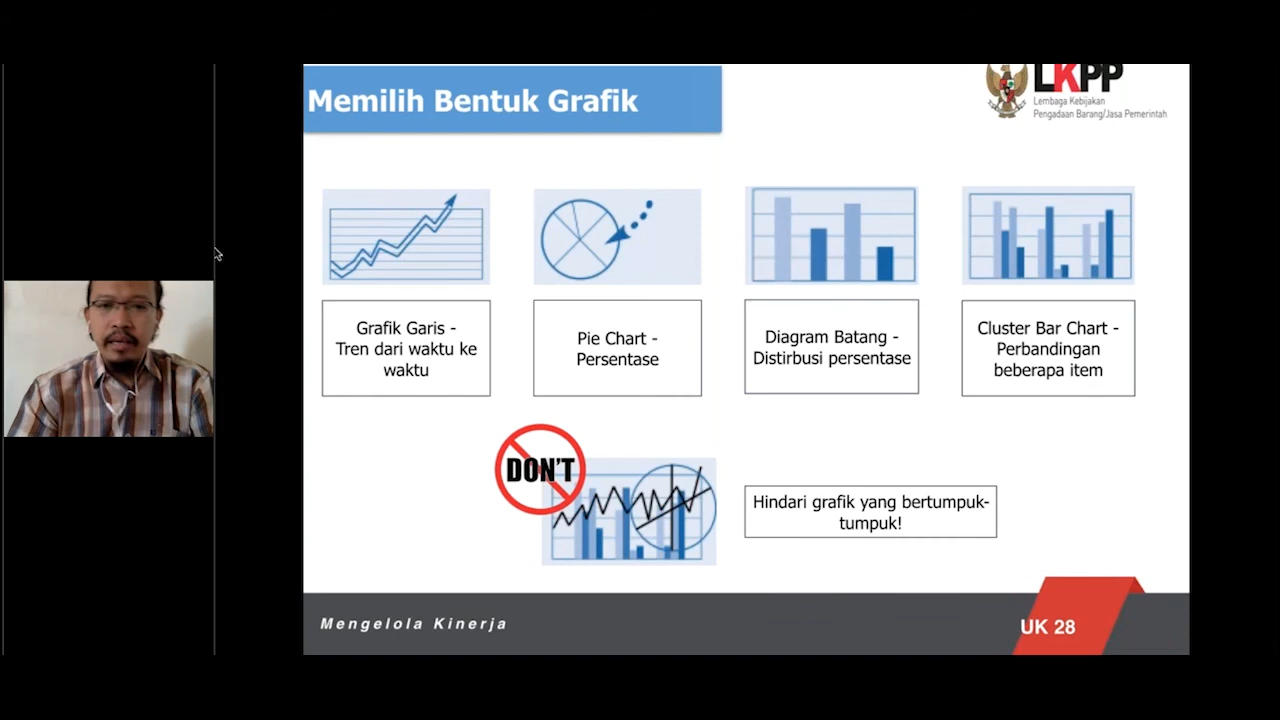 Memilih Bentuk Grafik
LKPP
Lembaga Kebijakan
Pengadaan Barang/Jasa Pemerintah
Grafik Garis -
Tren dari waktu ke
waktu
Pie Chart -
Persentase
Diagram Batang -
Distirbusi persentase
Cluster Bar Chart -
Perbandingan
beberapa item
DON'T
Hindari grafik yang bertumpuk-
tumpuk!
Mengelola Kinerja
UK 28